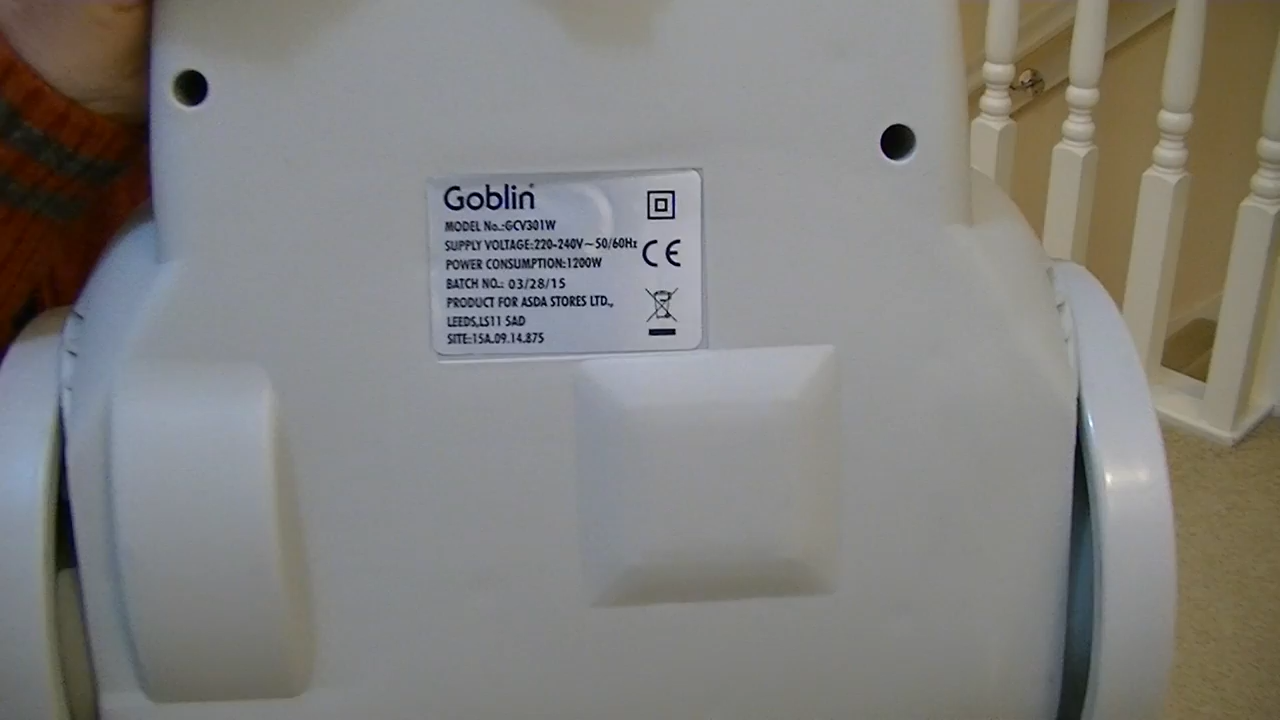 Goblin®
MODEL No.:GCV301W
SUPPLY VOLTAGE:220-240V~50/60Hz
POWER CONSUMPTION:1200W
BATCH NO.: 03/28/15
PRODUCT FOR ASDA STORES LTD.,
LEEDS,LS11 5AD
SITE:15A.09.14.875
CE